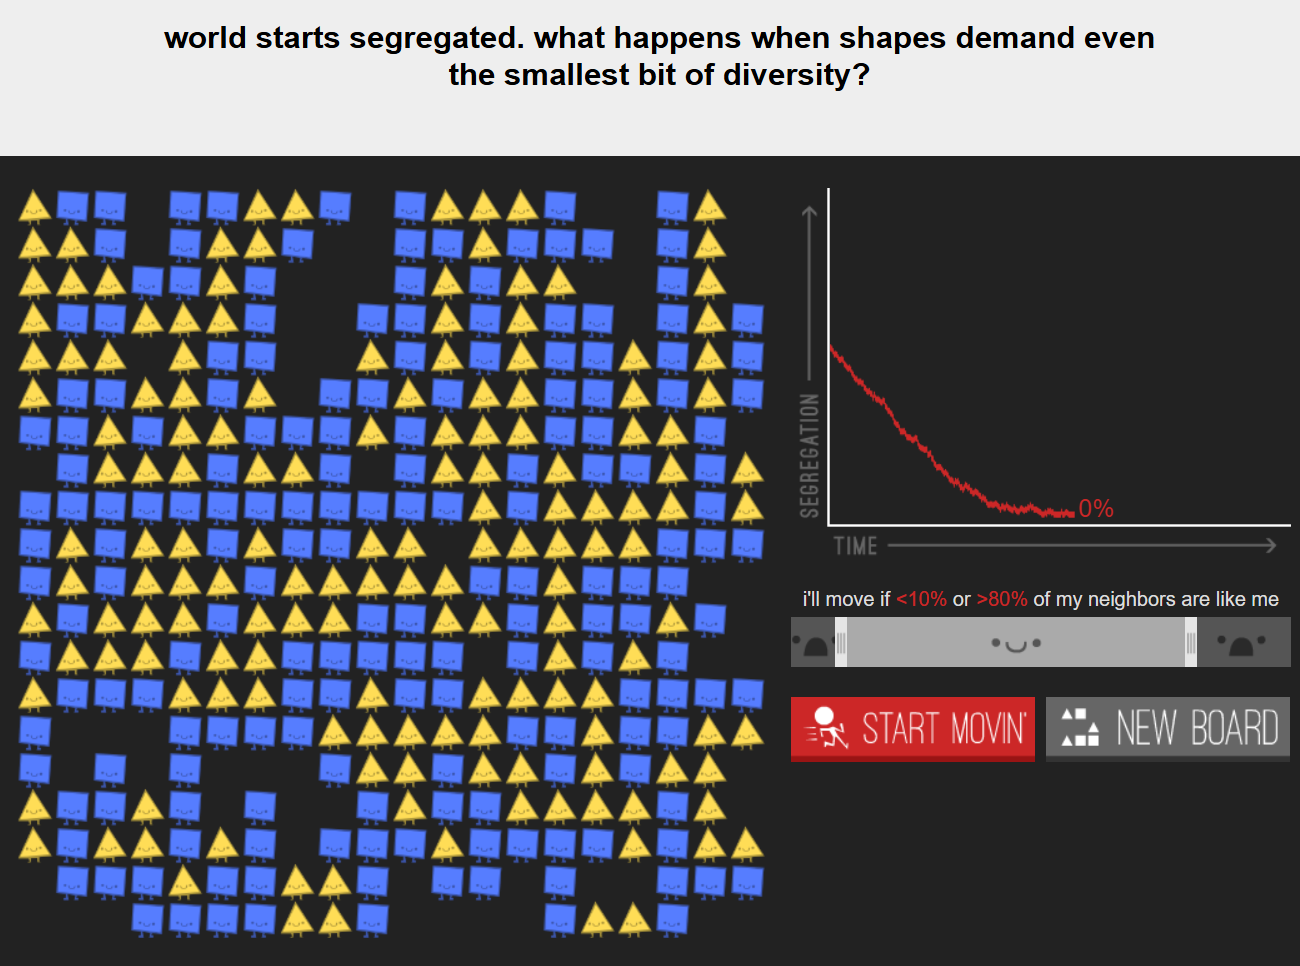 world starts segregated. what happens when shapes demand even
the smallest bit of diversity?
SEGREGATION
0%
TIME
i'll move if <10% or >80% of my neighbors are like me
START MOVIN'
NEW BOARD